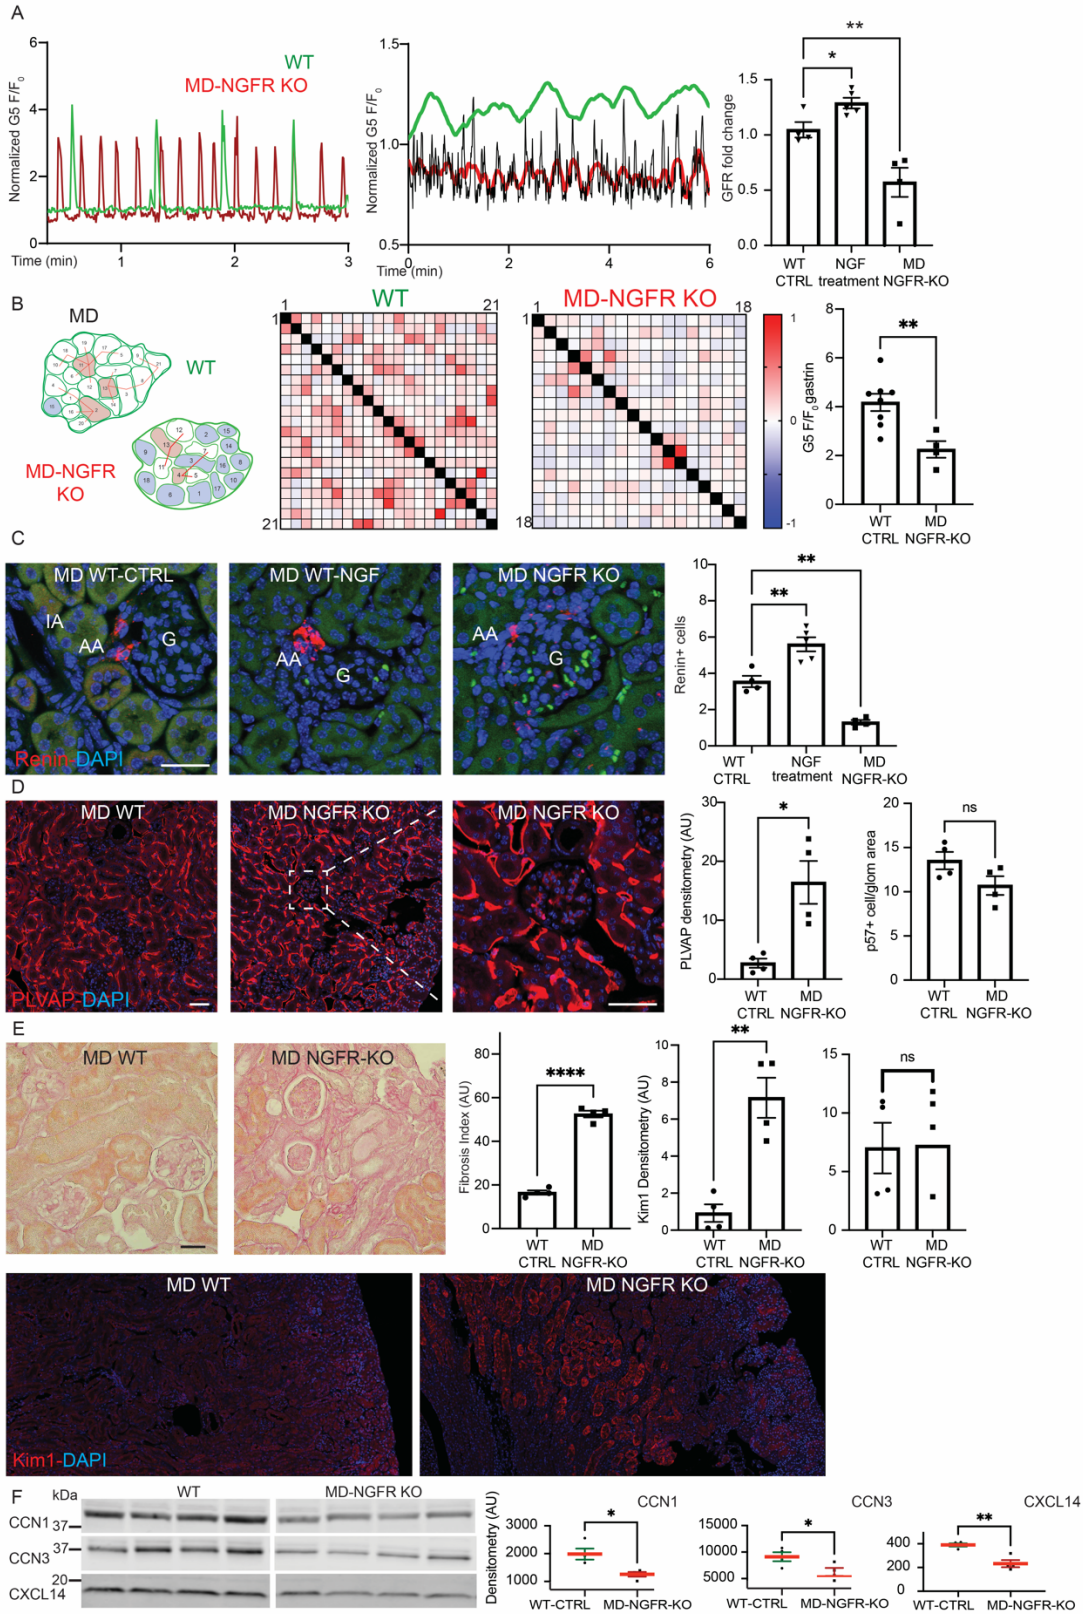 A
Normalized G5 F/F0
6
4
2
0
WT
MD-NGFR KO
Time (min)
1
2
3
Normalized G5 F/F0
1.5
1.0
0.5
Time (min)
0
2
4
6
GFR fold change
1.5
1.0
0.5
0.0
**
*
WT
CTRL
NGF
treatment
MD
NGFR-KO
B
MD
WT
MD-NGFR
KO
WT
1
21
1
21
MD-NGFR KO
1
18
1
18
1
0
-1
G5 F/F0 gastrin
8
6
4
2
0
**
WT
CTRL
MD
NGFR-KO
C
MD WT-CTRL
IA
AA
G
Renin-DAPI
MD WT-NGF
AA
G
MD NGFR KO
AA
G
Renin+ cells
10
8
6
4
2
0
**
**
WT
CTRL
NGF
treatment
MD
NGFR-KO
D
MD WT
PLVAP-DAPI
MD NGFR KO
MD NGFR KO
PLVAP densitometry (AU)
30
20
10
0
*
WT
CTRL
MD
NGFR-KO
p57+ cell/glom area
20
15
10
5
0
ns
WT
CTRL
MD
NGFR-KO
E
MD WT
MD NGFR-KO
Fibrosis Index (AU)
80
60
40
20
0
****
WT
CTRL
MD
NGFR-KO
Kim1 Densitometry (AU)
10
8
6
4
2
0
**
WT
CTRL
MD
NGFR-KO
15
10
5
0
ns
WT
CTRL
MD
NGFR-KO
MD WT
Kim1-DAPI
MD NGFR KO
F
kDa
WT
MD-NGFR KO
CCN1
37
CCN3
37
CXCL14
20
Densitometry (AU)
CCN1
3000
2000
1000
*
WT-CTRL
MD-NGFR-KO
CCN3
15000
10000
5000
*
WT-CTRL
MD-NGFR-KO
CXCL14
400
200
0
**
WT-CTRL
MD-NGFR-KO